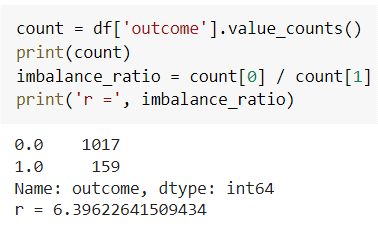 count = df['outcome'].value_counts()
print(count)
imbalance_ratio = count[0] / count[1]
print('r =', imbalance_ratio)
0.0    1017
1.0     159
Name: outcome, dtype: int64
r = 6.39622641509434